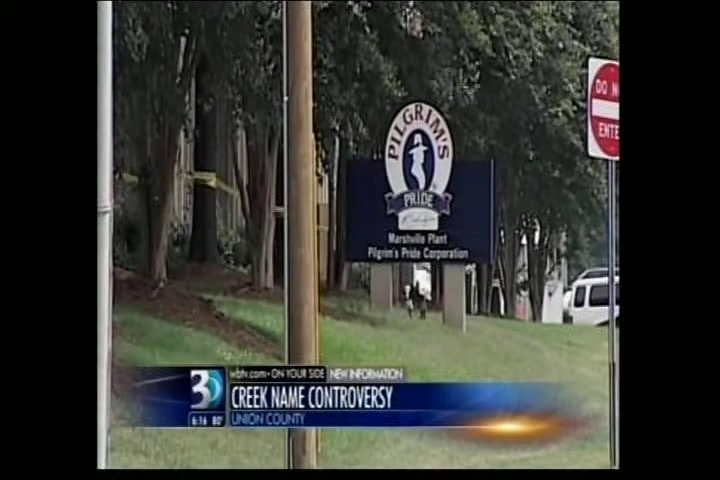 PILGRIM'S
PRIDE
Marshville Plant
Pilgrim's Pride Corporation
DO N
ENTE
wbtv.com • ON YOUR SIDE NEW INFORMATION
3 CREEK NAME CONTROVERSY
6:16 80° UNION COUNTY